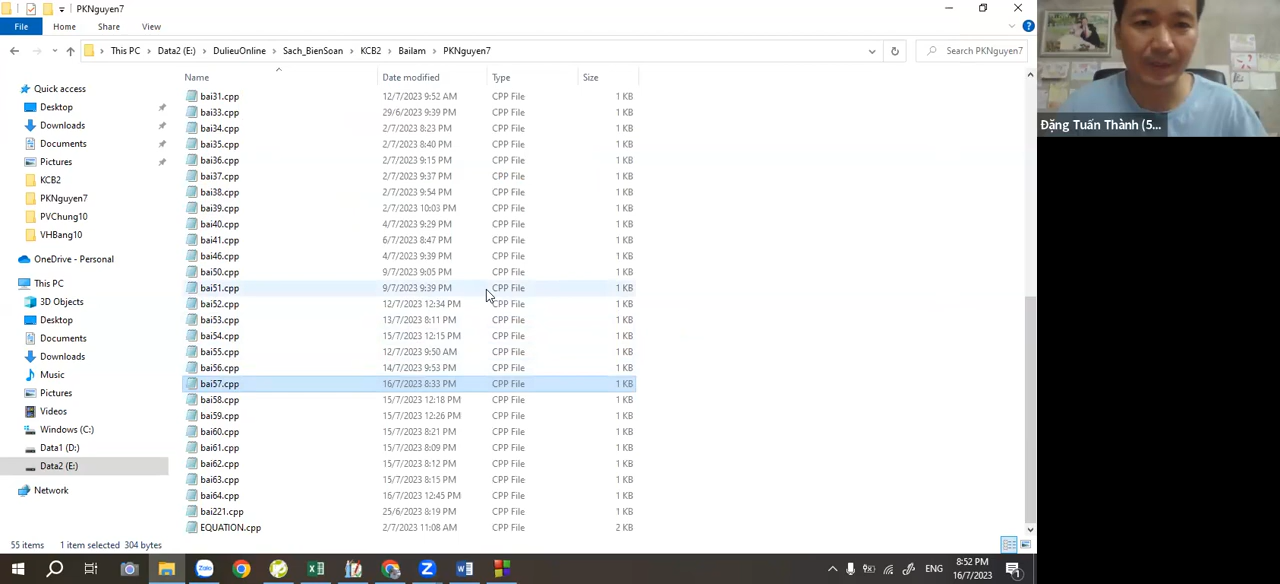 PKNguyen7
File Home Share View
This PC Data2 (E:) DulieuOnline Sach_BienSoan KCB2 Bailam PKNguyen7 Search PKNguyen7
Name Date modified Type Size
bai31.cpp 12/7/2023 9:52 AM CPP File 1 KB
bai33.cpp 29/6/2023 9:39 PM CPP File 1 KB
bai34.cpp 2/7/2023 8:23 PM CPP File 1 KB
bai35.cpp 2/7/2023 8:40 PM CPP File 1 KB
bai36.cpp 2/7/2023 9:15 PM CPP File 1 KB
bai37.cpp 2/7/2023 9:37 PM CPP File 1 KB
bai38.cpp 2/7/2023 9:54 PM CPP File 1 KB
bai39.cpp 2/7/2023 10:03 PM CPP File 1 KB
bai40.cpp 4/7/2023 9:29 PM CPP File 1 KB
bai41.cpp 6/7/2023 8:47 PM CPP File 1 KB
bai46.cpp 4/7/2023 9:39 PM CPP File 1 KB
bai50.cpp 9/7/2023 9:05 PM CPP File 1 KB
bai51.cpp 9/7/2023 9:39 PM CPP File 1 KB
bai52.cpp 12/7/2023 12:34 PM CPP File 1 KB
bai53.cpp 13/7/2023 8:11 PM CPP File 1 KB
bai54.cpp 15/7/2023 12:15 PM CPP File 1 KB
bai55.cpp 12/7/2023 9:50 AM CPP File 1 KB
bai56.cpp 14/7/2023 9:53 PM CPP File 1 KB
bai57.cpp 16/7/2023 8:33 PM CPP File 1 KB
bai58.cpp 15/7/2023 12:18 PM CPP File 1 KB
bai59.cpp 15/7/2023 12:26 PM CPP File 1 KB
bai60.cpp 15/7/2023 8:21 PM CPP File 1 KB
bai61.cpp 15/7/2023 8:09 PM CPP File 1 KB
bai62.cpp 15/7/2023 8:12 PM CPP File 1 KB
bai63.cpp 15/7/2023 8:15 PM CPP File 1 KB
bai64.cpp 16/7/2023 12:45 PM CPP File 1 KB
bai221.cpp 25/6/2023 8:19 PM CPP File 1 KB
EQUATION.cpp 2/7/2023 11:08 AM CPP File 2 KB
Quick access
Desktop
Downloads
Documents
Pictures
KCB2
PKNguyen7
PVChung10
VHBang10
OneDrive - Personal
This PC
3D Objects
Desktop
Documents
Downloads
Music
Pictures
Videos
Windows (C:)
Data1 (D:)
Data2 (E:)
Network
55 items 1 item selected 304 bytes
Đặng Tuấn Thành (5...
Zalo
ENG 8:52 PM
16/7/2023